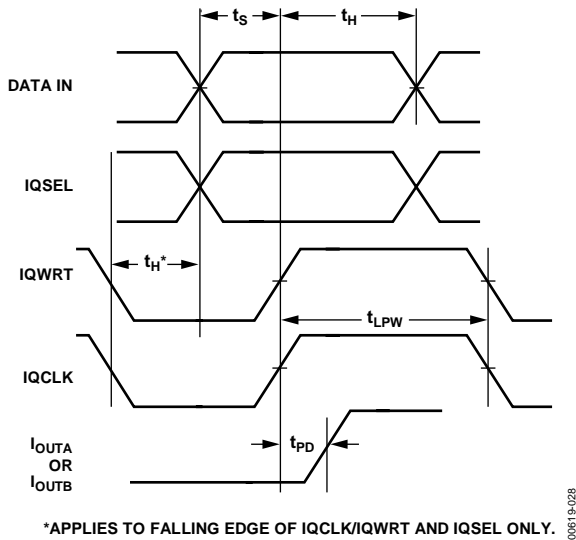 tS
tH
DATA IN
IQSEL
tH*
IQWRT
tLPW
IQCLK
tPD
IOUTA
OR
IOUTB
*APPLIES TO FALLING EDGE OF IQCLK/IQWRT AND IQSEL ONLY.
00619-028